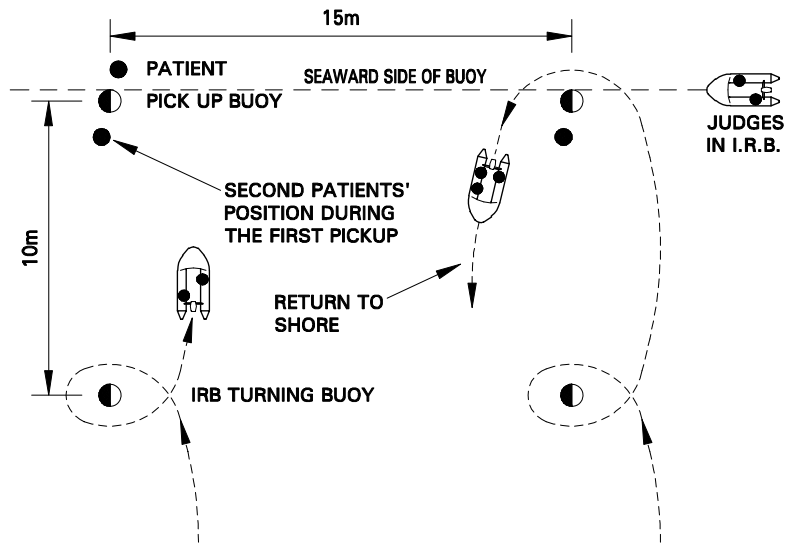 15m
PATIENT
SEAWARD SIDE OF BUOY
PICK UP BUOY
JUDGES
IN I.R.B.
SECOND PATIENTS'
POSITION DURING
THE FIRST PICKUP
10m
RETURN TO
SHORE
IRB TURNING BUOY